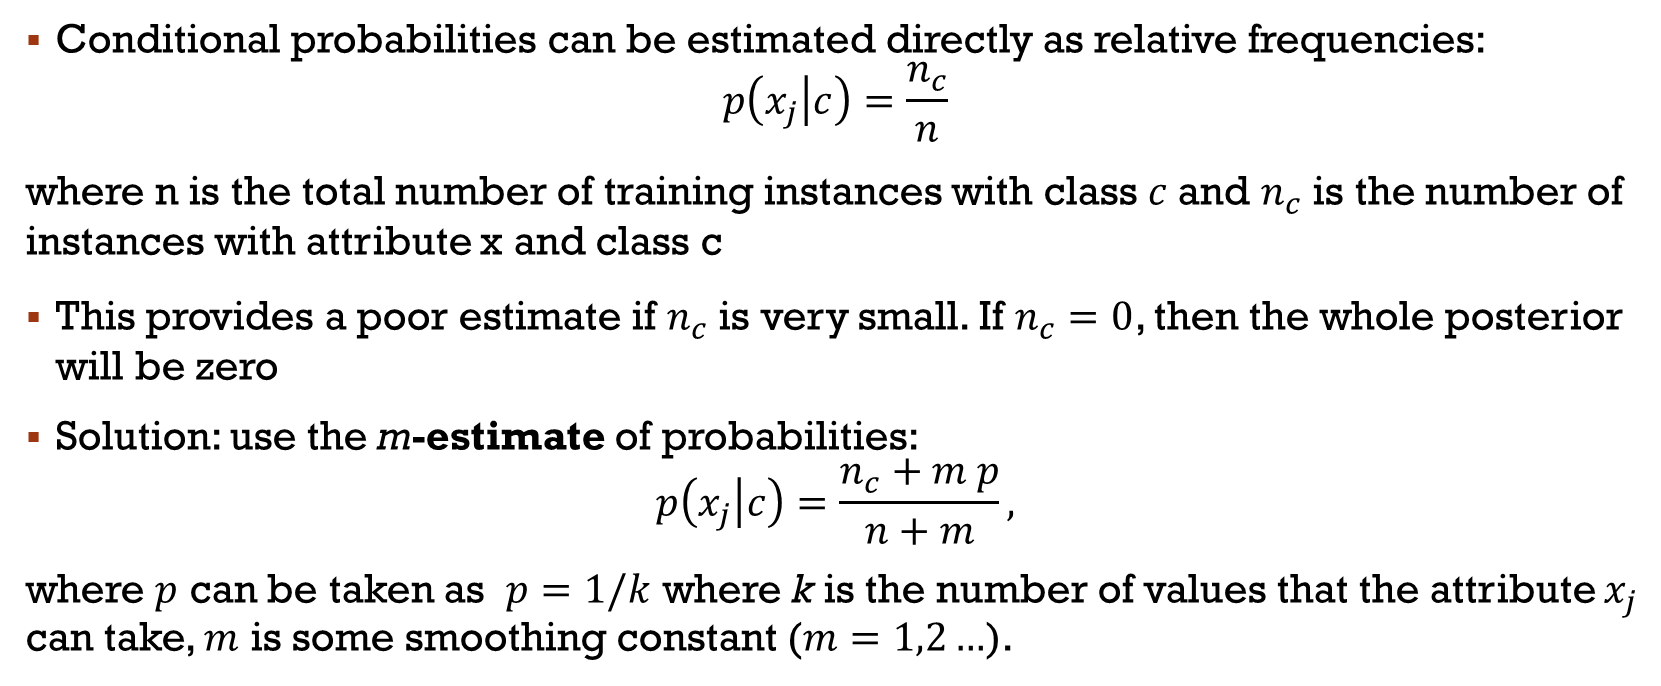 ▪ Conditional probabilities can be estimated directly as relative frequencies:
p(x_j|c) = n_c / n
where n is the total number of training instances with class c and n_c is the number of
instances with attribute x and class c
▪ This provides a poor estimate if n_c is very small. If n_c = 0, then the whole posterior
will be zero
▪ Solution: use the m-estimate of probabilities:
p(x_j|c) = (n_c + m p) / (n + m),
where p can be taken as p = 1/k where k is the number of values that the attribute x_j
can take, m is some smoothing constant (m = 1,2 ...).